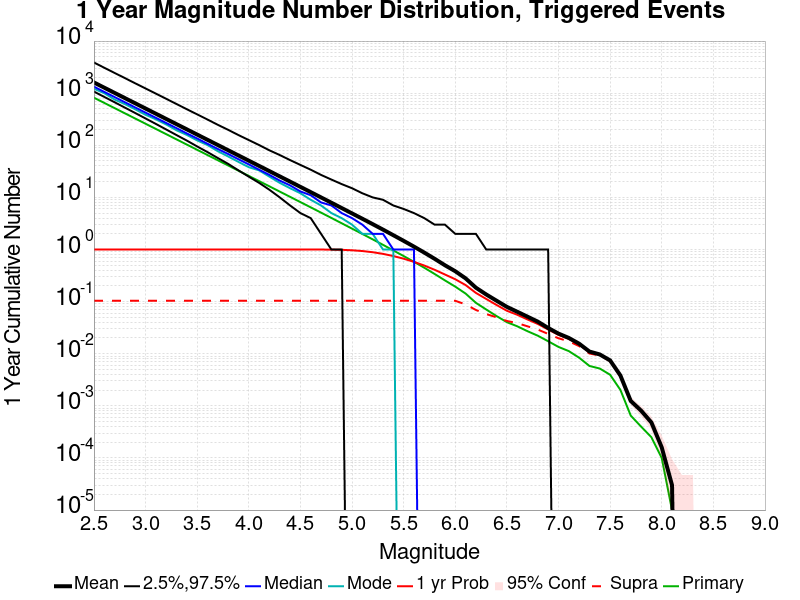 1 Year Magnitude Number Distribution, Triggered Events
1 Year Cumulative Number
10^4
10^3
10^2
10^1
10^0
10^-1
10^-2
10^-3
10^-4
10^-5
2.5 3.0 3.5 4.0 4.5 5.0 5.5 6.0 6.5 7.0 7.5 8.0 8.5 9.0
Magnitude
Mean 2.5%,97.5% Median Mode 1 yr Prob 95% Conf Supra Primary